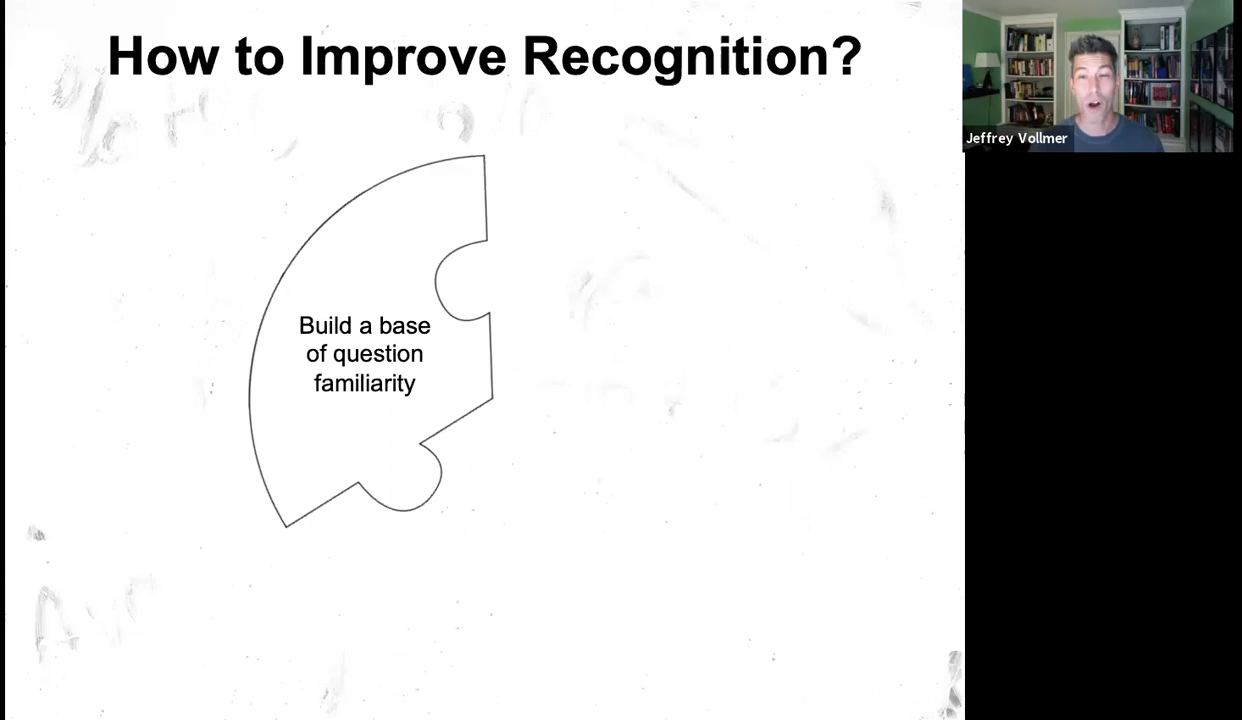 How to Improve Recognition?
Jeffrey Vollmer
Build a base
of question
familiarity